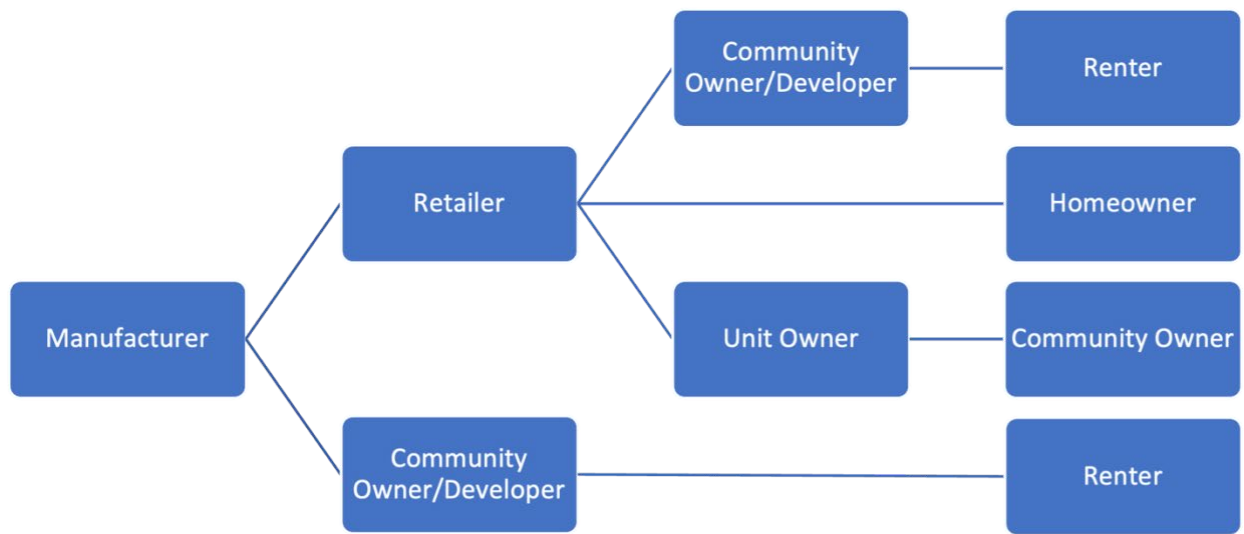 Community
Owner/Developer
Renter
Retailer
Homeowner
Manufacturer
Unit Owner
Community Owner
Community
Owner/Developer
Renter